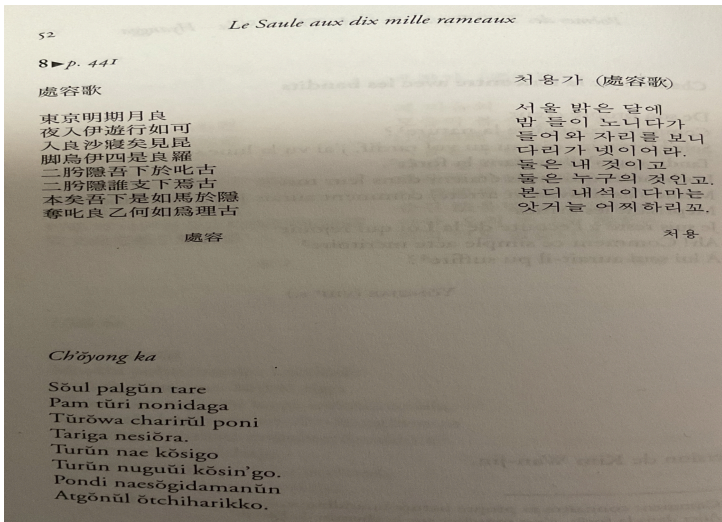 52
Le Saule aux dix mille rameaux
8►p. 441
處容歌
東京明期月良
夜入伊遊行如可
入良沙寢矣見昆
脚烏伊四是良羅
二肹隱吾下於叱古
二肹隱誰支下焉古
本矣吾下是如馬於隱
奪叱良乙何如爲理古
處容
처용가 (處容歌)
서울 밝은 달에
밤 들이 노니다가
들어와 자리를 보니
다리가 넷이어라.
둘은 내 것이고
둘은 누구의 것인고.
본디 내석이다마는
앗거늘 어찌하리꼬.
처용
Ch'ŏyong ka
Sŏul palgŭn tare
Pam tŭri nonidaga
Tŭrŏwa charirŭl poni
Tariga nesiŏra.
Turŭn nae kŏsigo
Turŭn nuguŭi kŏsin'go.
Pondi naesŏgidamanŭn
Atgŏnŭl ŏtchiharikko.